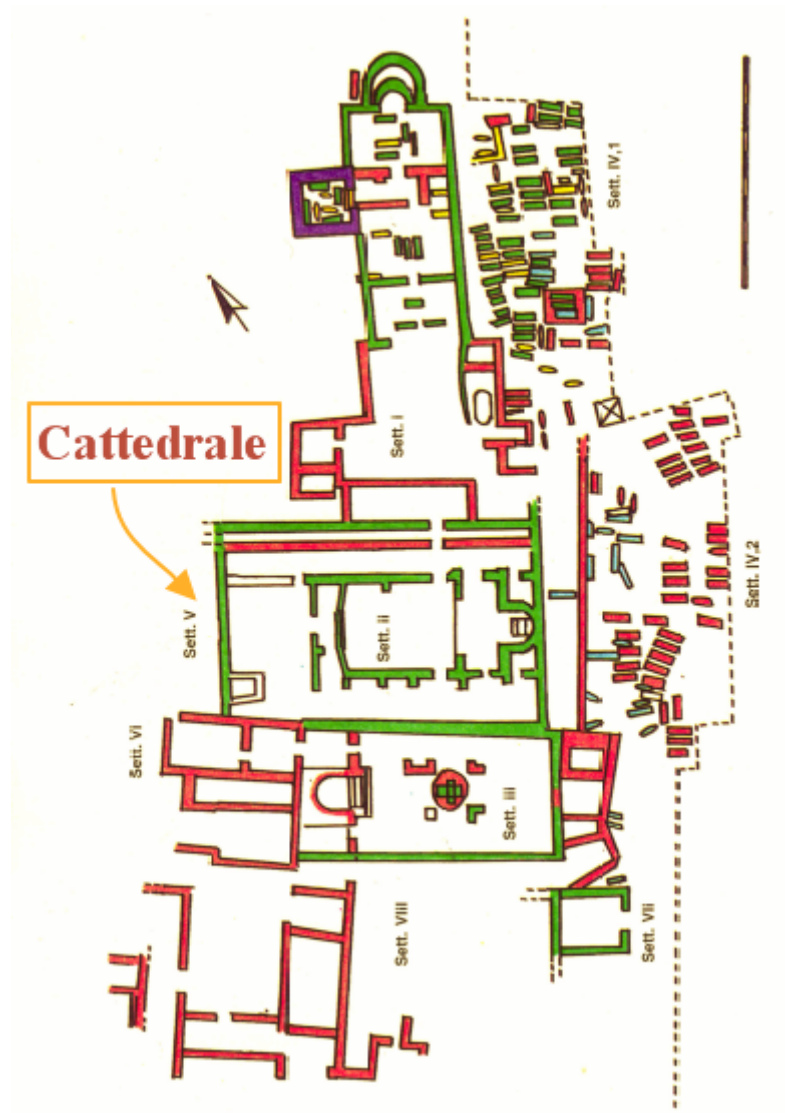 Sett. IV,1
Cattedrale
Sett. i
Sett. IV,2
Sett. V
Sett. ii
Sett. Vi
Sett. iii
Sett. VIII
Sett. VIi